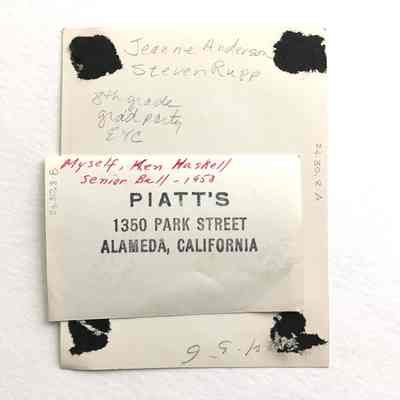 Jeanne Anderson
Steven Rupp
8th grade
grad party
EYC
Myself, Ken Haskell
Senior Ball - 1950
PIATT'S
1350 PARK STREET
ALAMEDA, CALIFORNIA